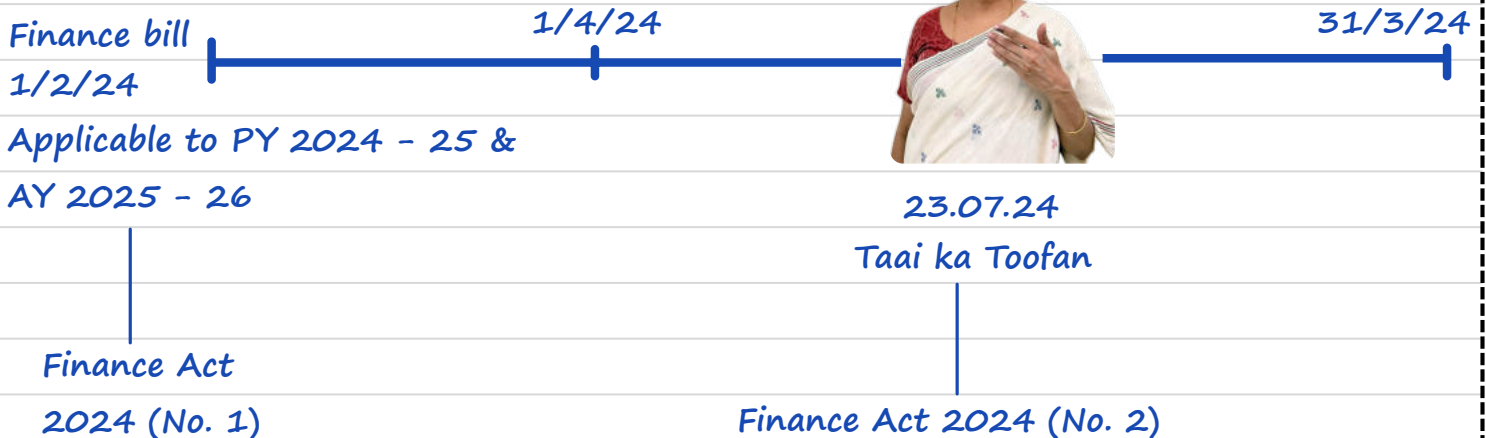 Finance bill
1/4/24
31/3/24
1/2/24
Applicable to PY 2024 - 25 &
AY 2025 - 26
23.07.24
Taai ka Toofan
Finance Act
2024 (No. 1)
Finance Act 2024 (No. 2)